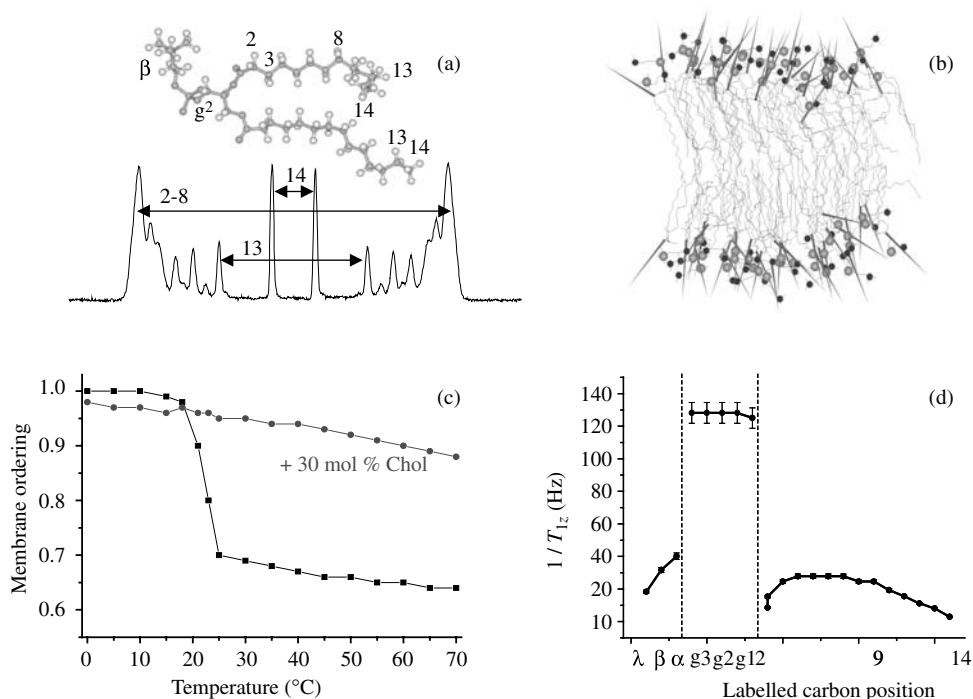 (a)
2
8
3
13
β
g²
14
13
14
14
2-8
13
(b)
(c)
1.0
0.9
0.8
0.7
0.6
+ 30 mol % Chol
Membrane ordering
0 10 20 30 40 50 60 70
Temperature (°C)
(d)
140
120
100
80
60
40
20
10
1 / T1z (Hz)
λ β α g3 g2 g1 2 9 14
Labelled carbon position